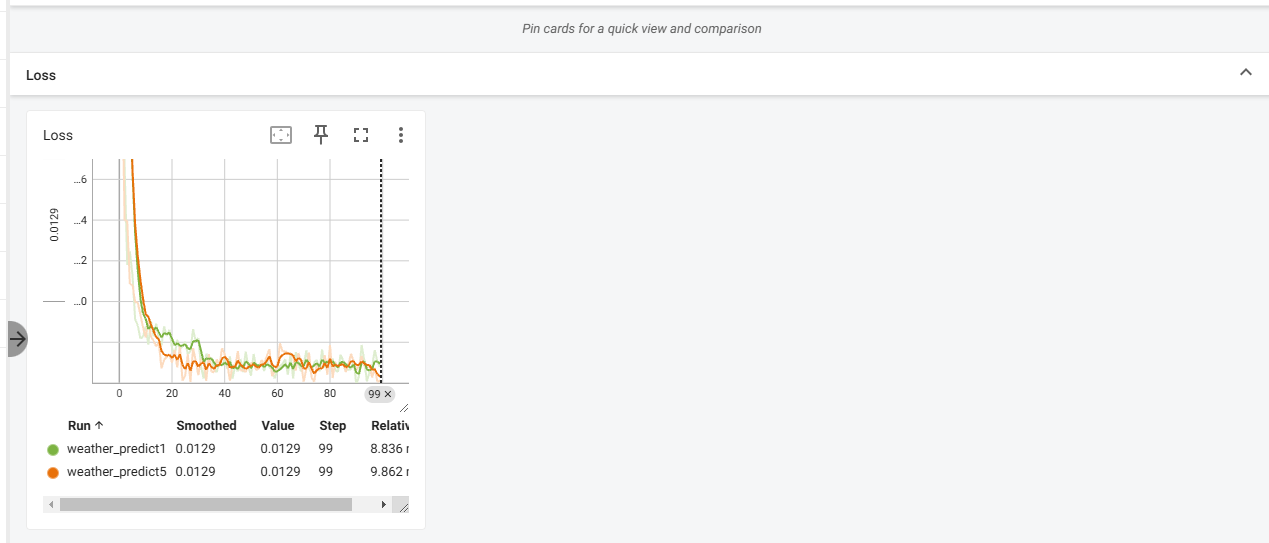 Pin cards for a quick view and comparison
Loss
Loss
...6
...4
0.0129
...2
...0
0 20 40 60 80 99 ×
Run ↑ Smoothed Value Step Relativ
weather_predict1 0.0129 0.0129 99 8.836 r
weather_predict5 0.0129 0.0129 99 9.862 r